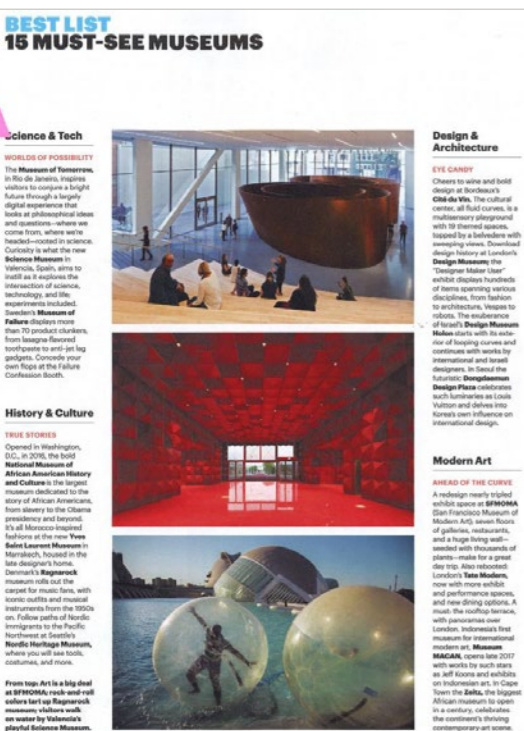 BEST LIST
15 MUST-SEE MUSEUMS
Science & Tech
WORLDS OF POSSIBILITY
The Museum of Tomorrow,
in Rio de Janeiro, inspires
visitors to conjure a bright
future through a largely
digital experience that
looks at philosophical ideas
and questions—where we
come from, where we're
headed—rooted in science.
Curiosity is what the new
Science Museum in
Valencia, Spain, aims to
instill as it explores the
intersection of science,
technology, and life;
experiments included.
Sweden's Museum of
Failure displays more
than 70 product clunkers,
from lasagna-flavored
toothpaste to anti-jet lag
gadgets. Concede your
own flops at the Failure
Confession Booth.
History & Culture
TRUE STORIES
Opened in Washington,
D.C., in 2016, the bold
National Museum of
African American History
and Culture is the largest
museum dedicated to the
story of African Americans,
from slavery to the Obama
presidency and beyond.
It's all Morocco-inspired
fashions at the new Yves
Saint Laurent Museum in
Marrakech, housed in the
late designer's home.
Denmark's Ragnarock
museum rolls out the
carpet for music fans, with
iconic outfits and musical
instruments from the 1950s
on. Follow paths of Nordic
immigrants to the Pacific
Northwest at Seattle's
Nordic Heritage Museum,
where you will see tools,
costumes, and more.
From top: Art is a big deal
at SFMOMA; rock-and-roll
colors tart up Ragnarock
museum; visitors walk
on water by Valencia's
playful Science Museum.
Design &
Architecture
EYE CANDY
Cheers to wine and bold
design at Bordeaux's
Cité du Vin. The cultural
center, all fluid curves, is a
multisensory playground
with 19 themed spaces,
topped by a belvedere with
sweeping views. Download
design history at London's
Design Museum; the
"Designer Maker User"
exhibit displays hundreds
of items spanning various
disciplines, from fashion
to architecture, Vespas to
robots. The exuberance
of Israel's Design Museum
Holon starts with its exte-
rior of looping curves and
continues with works by
international and Israeli
designers. In Seoul the
futuristic Dongdaemun
Design Plaza celebrates
such luminaries as Louis
Vuitton and delves into
Korea's own influence on
international design.
Modern Art
AHEAD OF THE CURVE
A redesign nearly tripled
exhibit space at SFMOMA
(San Francisco Museum of
Modern Art); seven floors
of galleries, restaurants,
and a huge living wall—
seeded with thousands of
plants—make for a great
day trip. Also rebooted:
London's Tate Modern,
now with more exhibit
and performance spaces,
and new dining options. A
must: the rooftop terrace,
with panoramas over
London. Indonesia's first
museum for international
modern art, Museum
MACAN, opens late 2017
with works by such stars
as Jeff Koons and exhibits
on Indonesian art. In Cape
Town the Zeitz, the biggest
African museum to open
in a century, celebrates
the continent's thriving
contemporary-art scene.